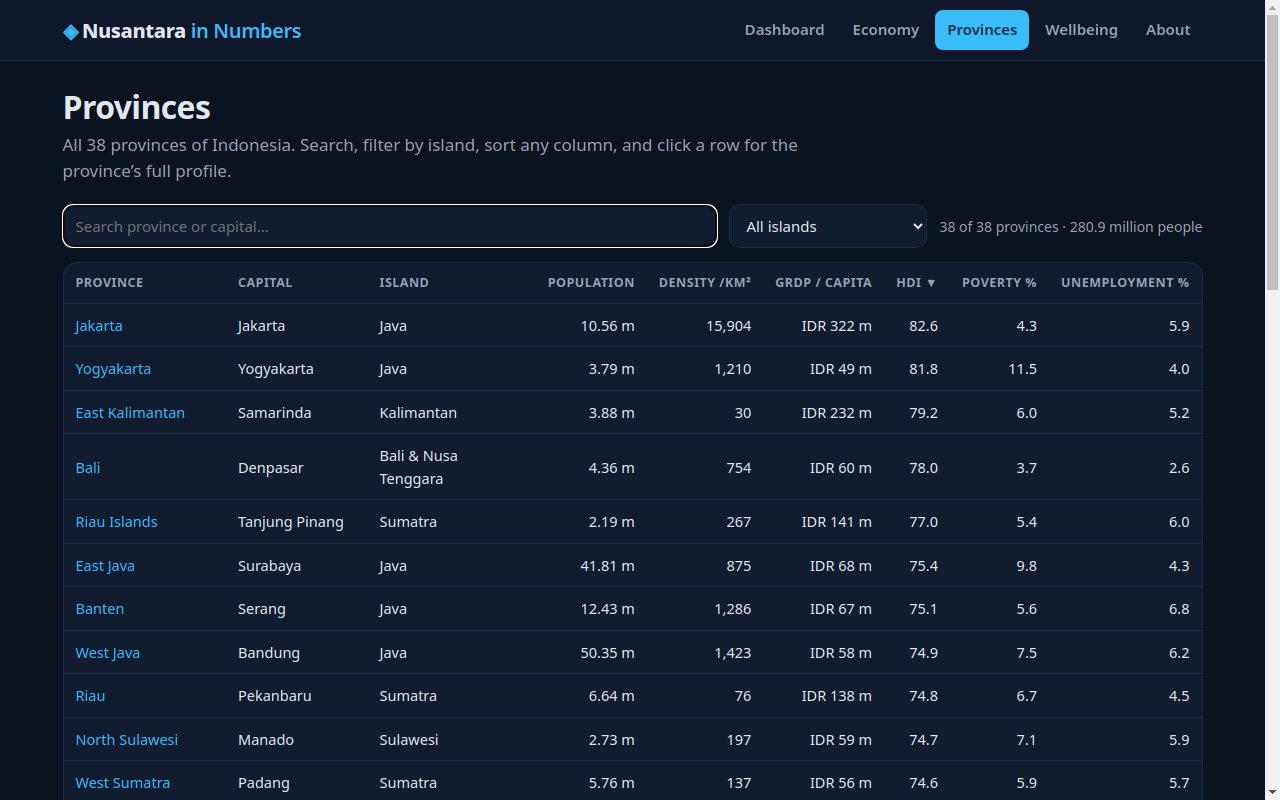 ◈ Nusantara in Numbers
Dashboard Economy Provinces Wellbeing About
Provinces
All 38 provinces of Indonesia. Search, filter by island, sort any column, and click a row for the
province’s full profile.
Search province or capital… All islands 38 of 38 provinces · 280.9 million people
PROVINCE CAPITAL ISLAND POPULATION DENSITY /KM² GRDP / CAPITA HDI ▼ POVERTY % UNEMPLOYMENT %
Jakarta Jakarta Java 10.56 m 15,904 IDR 322 m 82.6 4.3 5.9
Yogyakarta Yogyakarta Java 3.79 m 1,210 IDR 49 m 81.8 11.5 4.0
East Kalimantan Samarinda Kalimantan 3.88 m 30 IDR 232 m 79.2 6.0 5.2
Bali Denpasar Bali & Nusa Tenggara 4.36 m 754 IDR 60 m 78.0 3.7 2.6
Riau Islands Tanjung Pinang Sumatra 2.19 m 267 IDR 141 m 77.0 5.4 6.0
East Java Surabaya Java 41.81 m 875 IDR 68 m 75.4 9.8 4.3
Banten Serang Java 12.43 m 1,286 IDR 67 m 75.1 5.6 6.8
West Java Bandung Java 50.35 m 1,423 IDR 58 m 74.9 7.5 6.2
Riau Pekanbaru Sumatra 6.64 m 76 IDR 138 m 74.8 6.7 4.5
North Sulawesi Manado Sulawesi 2.73 m 197 IDR 59 m 74.7 7.1 5.9
West Sumatra Padang Sumatra 5.76 m 137 IDR 56 m 74.6 5.9 5.7